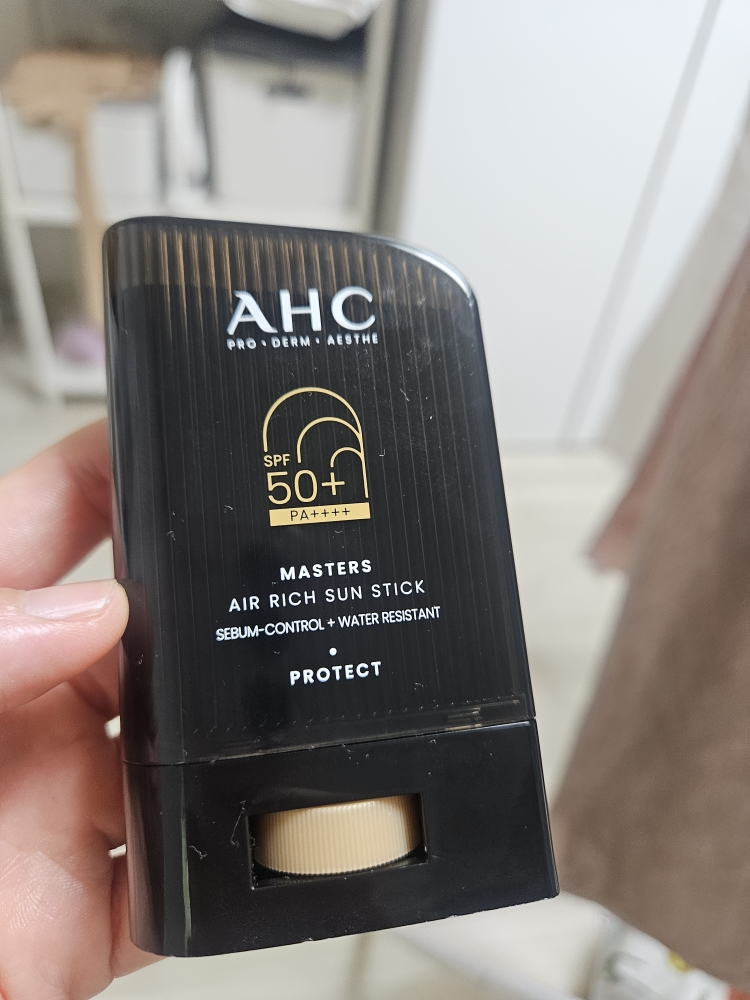 AHC
PRO • DERM • AESTHE
SPF
50+
PA++++
MASTERS
AIR RICH SUN STICK
SEBUM-CONTROL + WATER RESISTANT
•
PROTECT